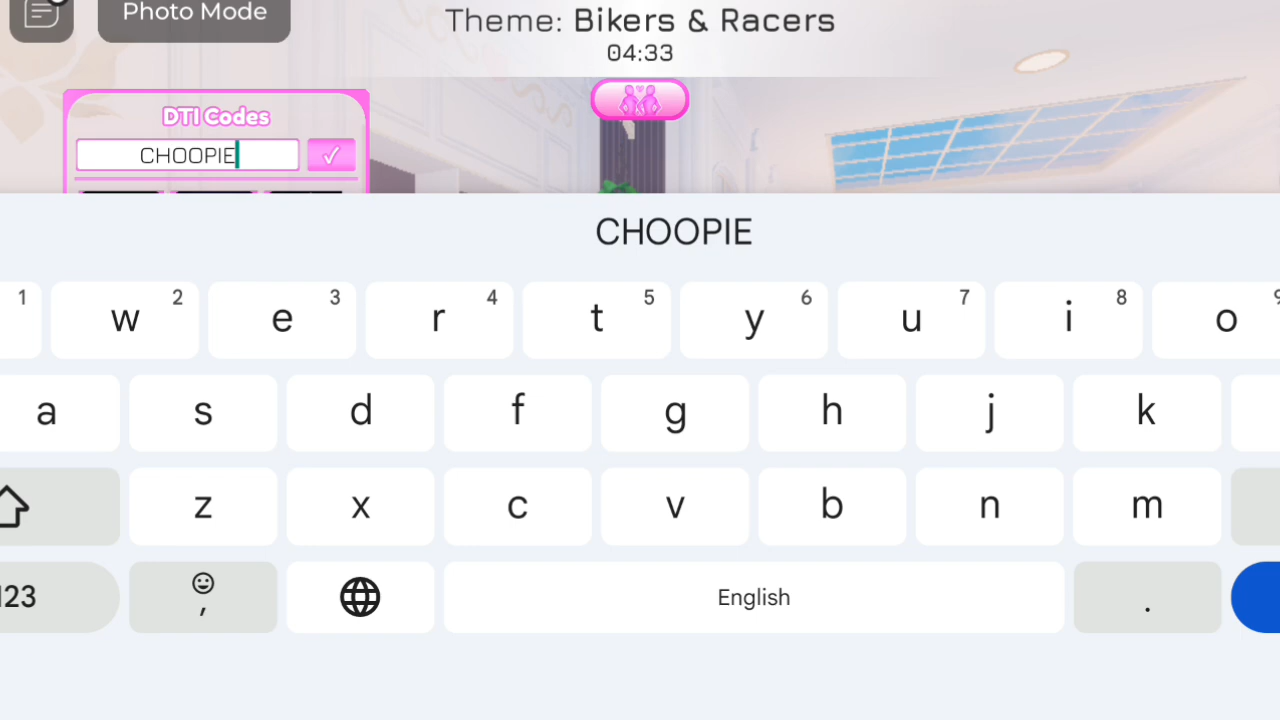 Photo Mode
Theme: Bikers & Racers
04:33
DTI Codes
CHOOPIE
CHOOPIE
1 2 3 4 5 6 7 8 9
w e r t y u i o
a s d f g h j k
z x c v b n m
123 , English .